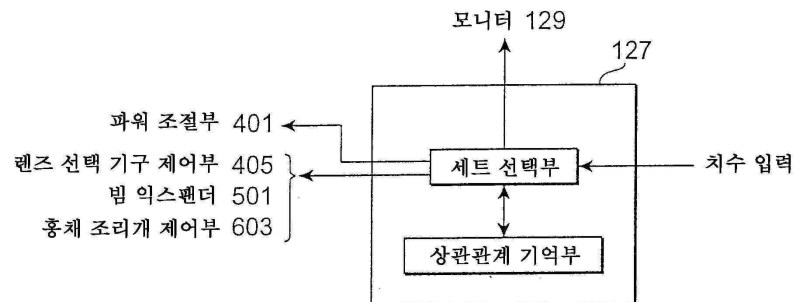 모니터 129
127
파워 조절부 401
렌즈 선택 기구 제어부 405
빔 익스팬더 501
홍채 조리개 제어부 603
세트 선택부
치수 입력
상관관계 기억부